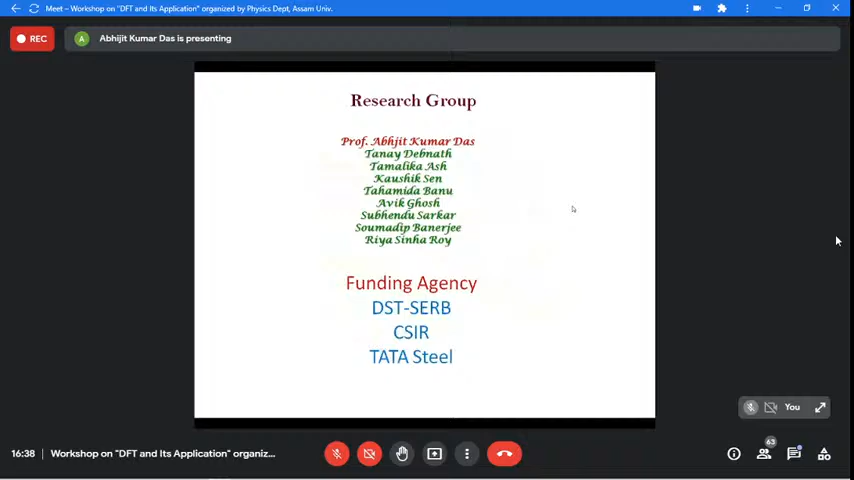 Meet – Workshop on "DFT and Its Application" organized by Physics Dept, Assam Univ.
REC
A
Abhijit Kumar Das is presenting
Research Group
Prof. Abhjit Kumar Das
Tanay Debnath
Tamalika Ash
Kaushik Sen
Tahamida Banu
Avik Ghosh
Subhendu Sarkar
Soumadip Banerjee
Riya Sinha Roy
Funding Agency
DST-SERB
CSIR
TATA Steel
You
16:38
Workshop on "DFT and Its Application" organiz...
63